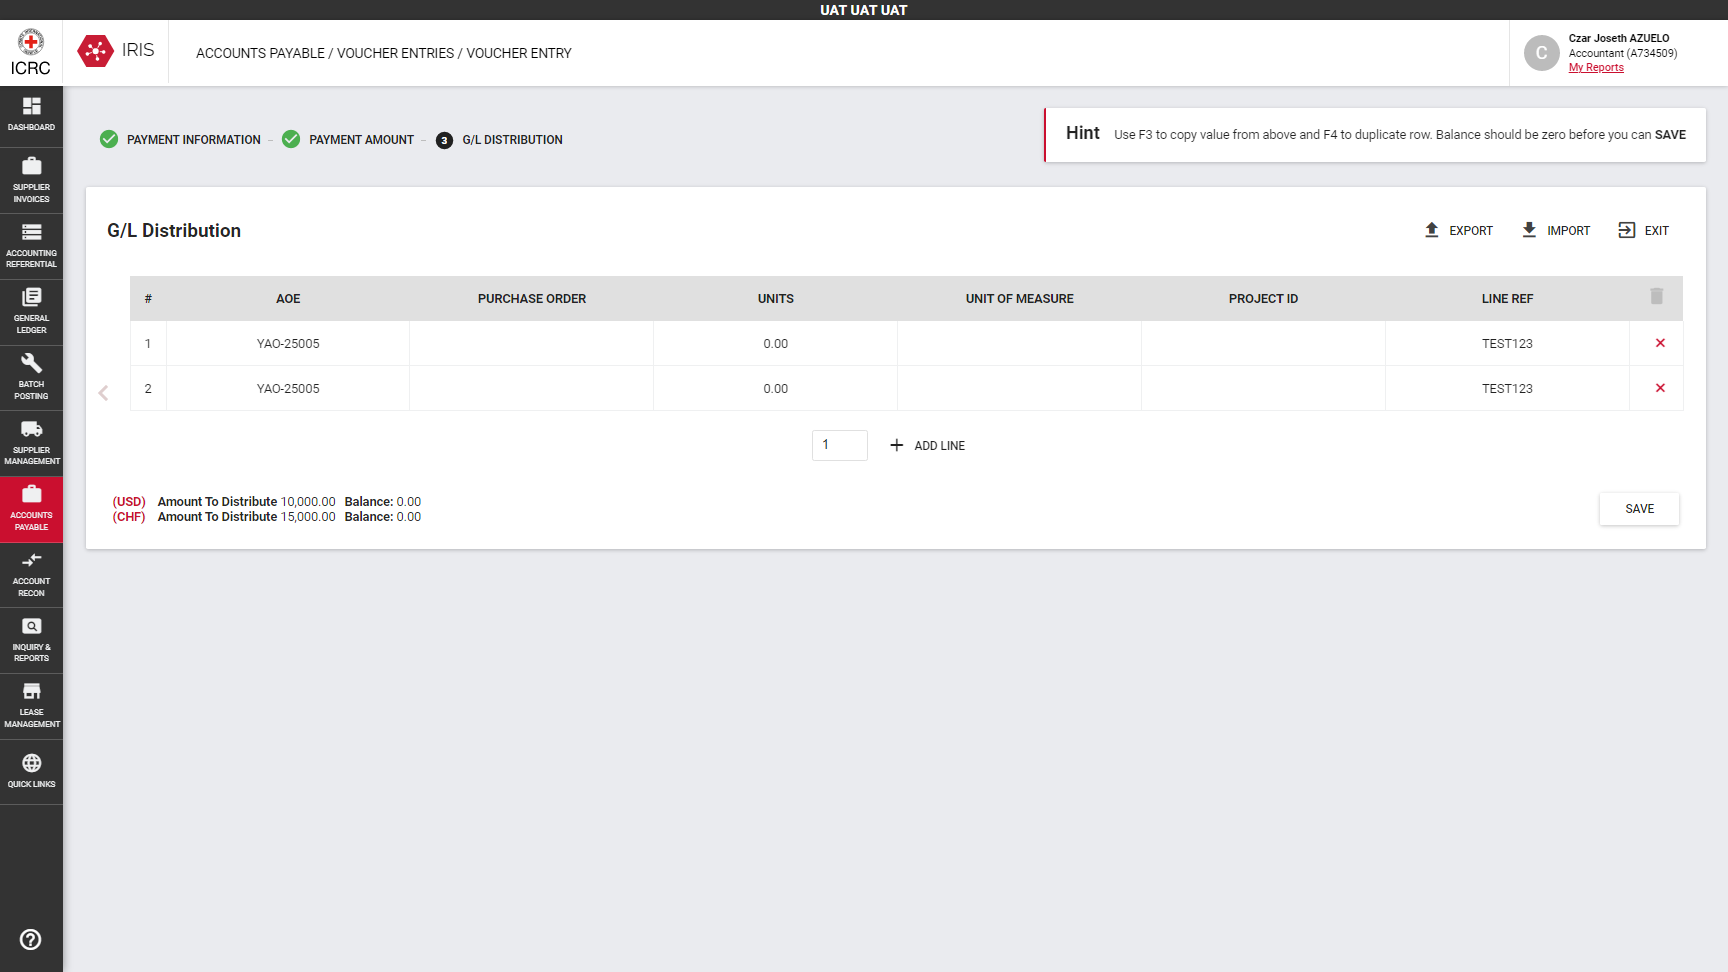 UAT UAT UAT
ICRC
IRIS
ACCOUNTS PAYABLE / VOUCHER ENTRIES / VOUCHER ENTRY
C
Czar Joseth AZUELO
Accountant (A734509)
My Reports
DASHBOARD
SUPPLIER
INVOICES
ACCOUNTING
REFERENTIAL
GENERAL
LEDGER
BATCH
POSTING
SUPPLIER
MANAGEMENT
ACCOUNTS
PAYABLE
ACCOUNT
RECON
INQUIRY &
REPORTS
LEASE
MANAGEMENT
QUICK LINKS
PAYMENT INFORMATION – PAYMENT AMOUNT – 3 G/L DISTRIBUTION
Hint Use F3 to copy value from above and F4 to duplicate row. Balance should be zero before you can SAVE
G/L Distribution
EXPORT IMPORT EXIT
# AOE PURCHASE ORDER UNITS UNIT OF MEASURE PROJECT ID LINE REF
1 YAO-25005 0.00 TEST123
2 YAO-25005 0.00 TEST123
1 ADD LINE
(USD) Amount To Distribute 10,000.00 Balance: 0.00
(CHF) Amount To Distribute 15,000.00 Balance: 0.00
SAVE